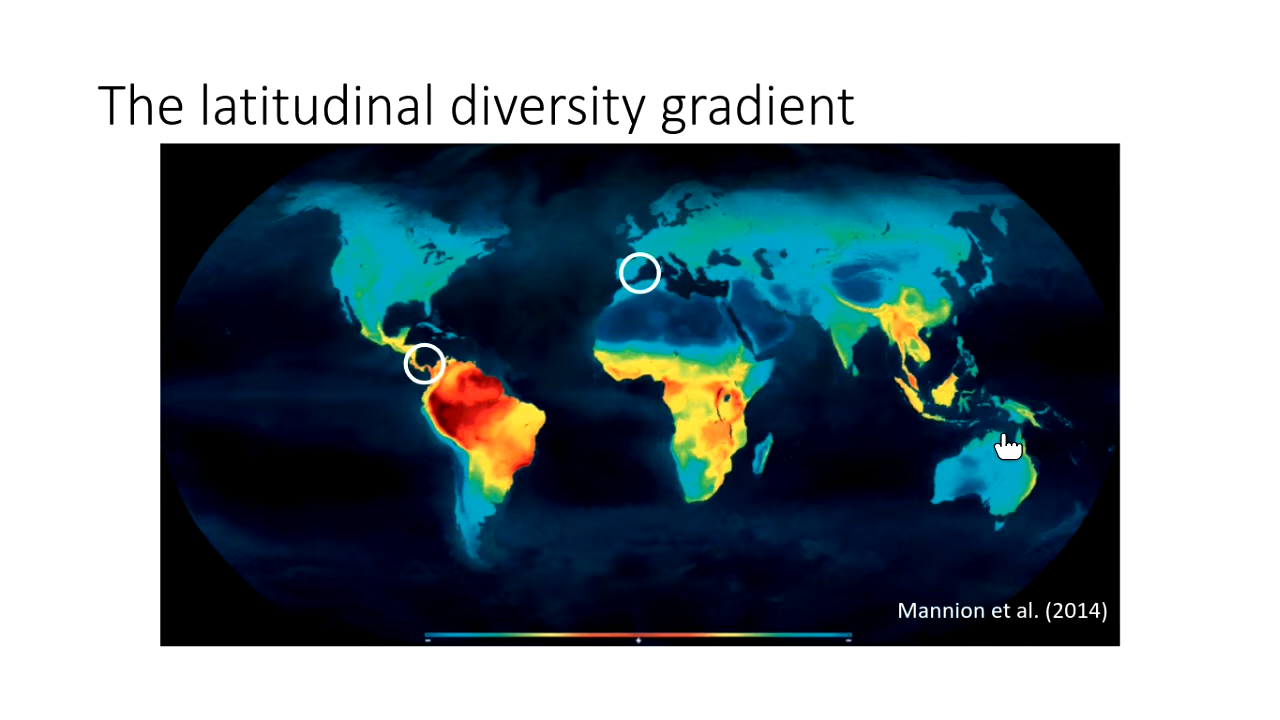 The latitudinal diversity gradient
Mannion et al. (2014)